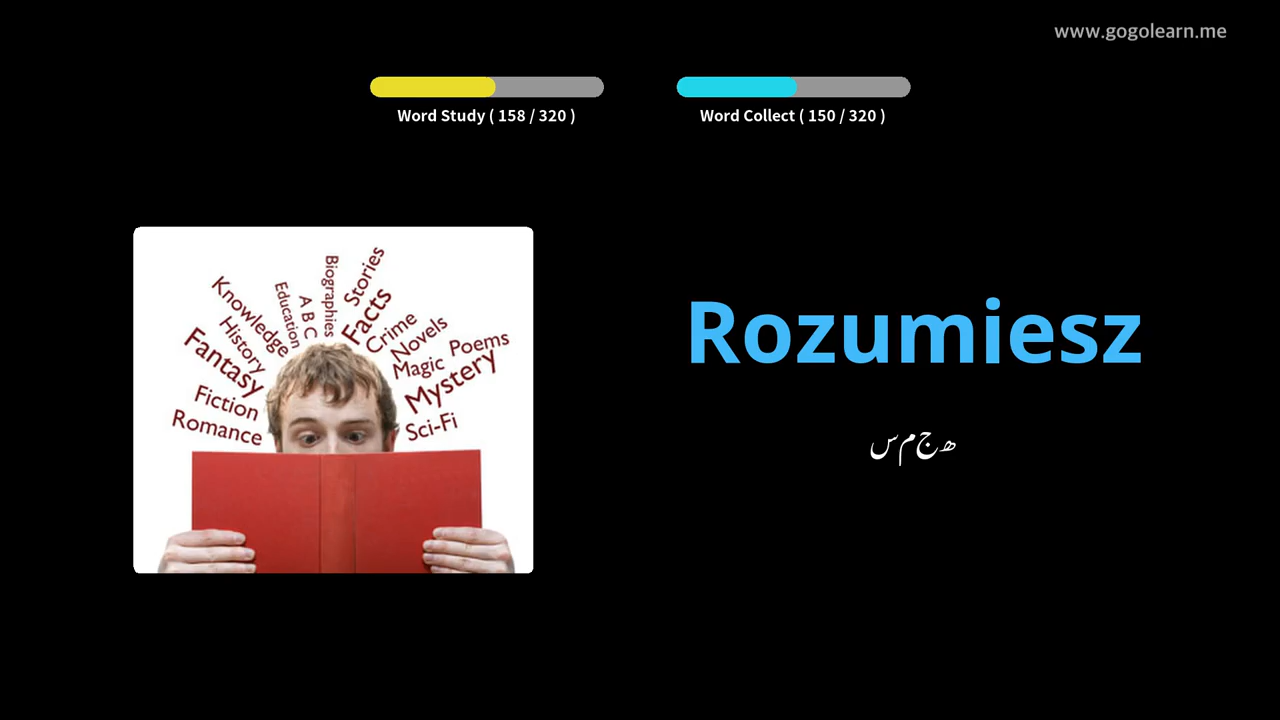 www.gogolearn.me
Word Study ( 158 / 320 )
Word Collect ( 150 / 320 )
Knowledge
Education
A B C
Biographies
Stories
Facts
Crime
Novels
Poems
History
Magic
Fantasy
Mystery
Fiction
Romance
Sci-Fi
Rozumiesz
ھجمس